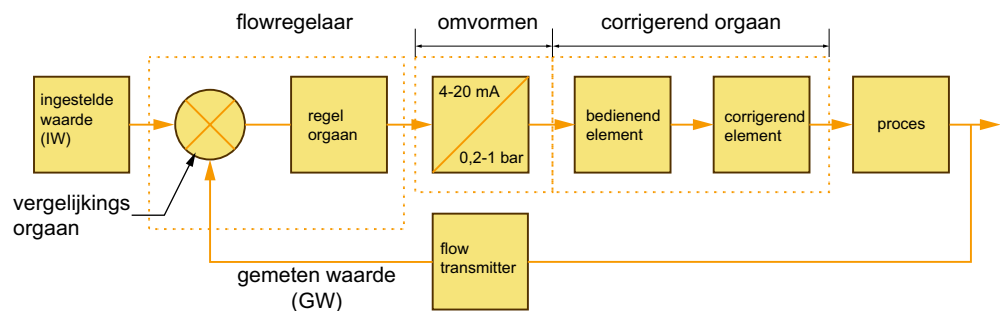 flowregelaar
omvormen
corrigerend orgaan
ingestelde
waarde
(IW)
regel
orgaan
4-20 mA
0,2-1 bar
bedienend
element
corrigerend
element
proces
vergelijkings
orgaan
flow
transmitter
gemeten waarde
(GW)